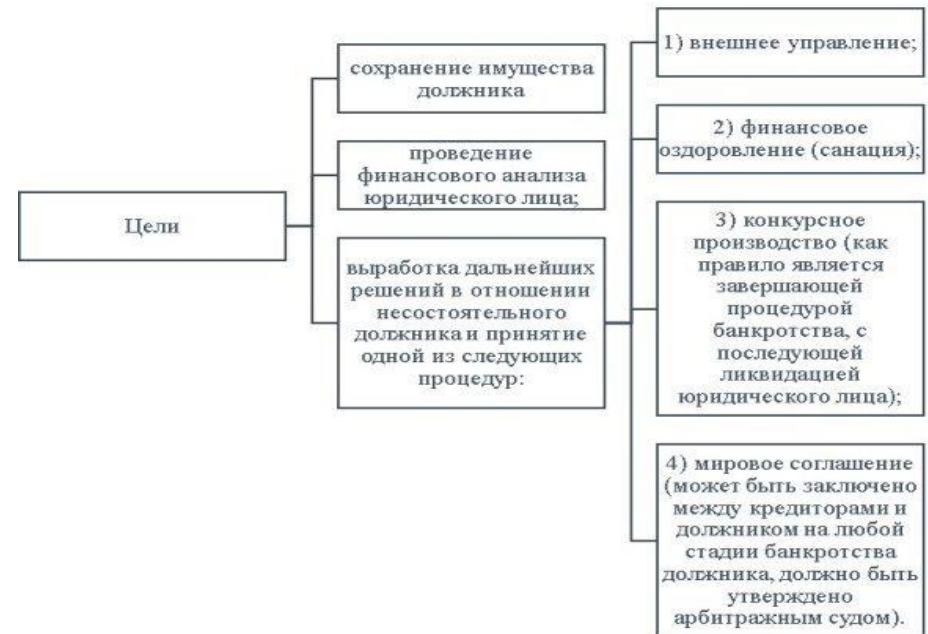 Цели
сохранение имущества
должника
проведение
финансового анализа
юридического лица;
выработка дальнейших
решений в отношении
несостоятельного
должника и принятие
одной из следующих
процедур:
1) внешнее управление;
2) финансовое
оздоровление (санация);
3) конкурсное
производство (как
правило является
завершающей
процедурой
банкротства, с
последующей
ликвидацией
юридического лица);
4) мировое соглашение
(может быть заключено
между кредиторами и
должником на любой
стадии банкротства
должника, должно быть
утверждено
арбитражным судом).